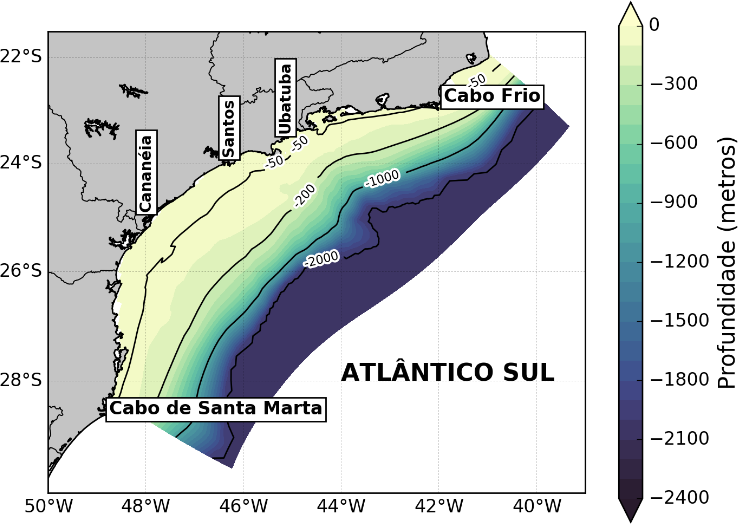 22°S
24°S
26°S
28°S
50°W
48°W
46°W
44°W
42°W
40°W
Cananéia
Santos
Ubatuba
Cabo Frio
Cabo de Santa Marta
ATLÂNTICO SUL
-50
-50
-50
-200
-1000
-2000
0
−300
−600
−900
−1200
−1500
−1800
−2100
−2400
Profundidade (metros)